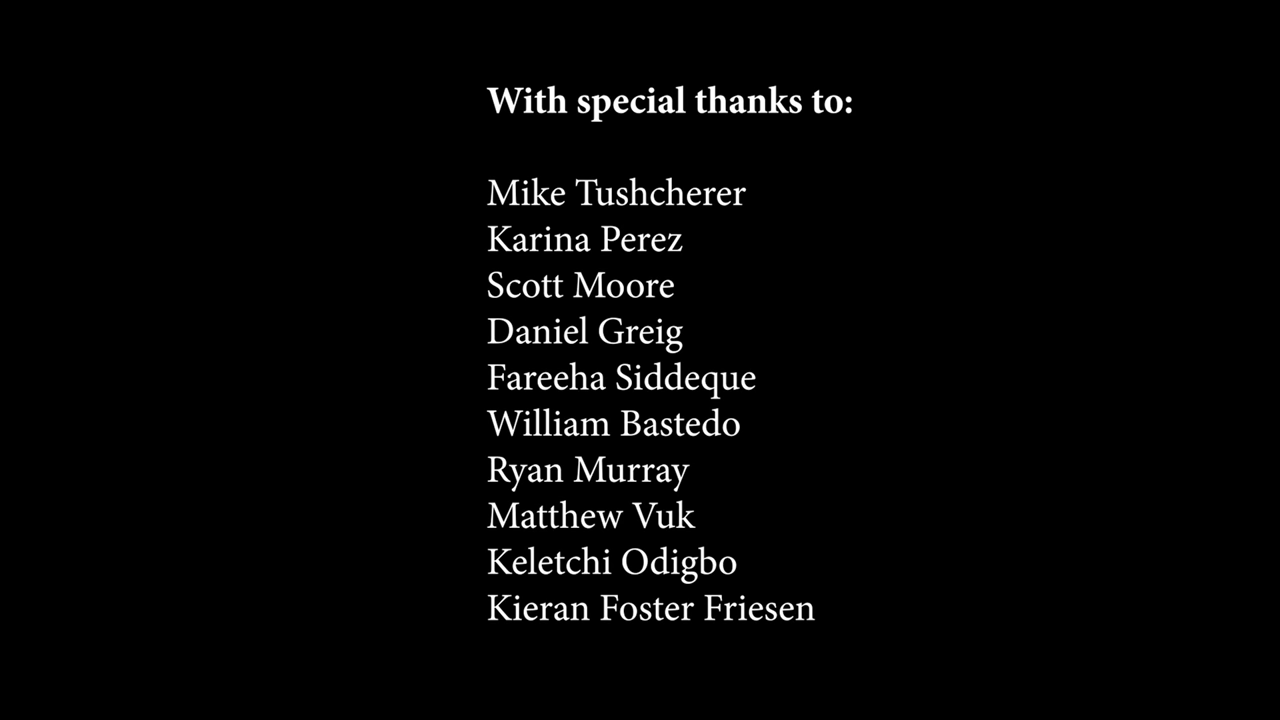 With special thanks to:
Mike Tushcherer
Karina Perez
Scott Moore
Daniel Greig
Fareeha Siddeque
William Bastedo
Ryan Murray
Matthew Vuk
Keletchi Odigbo
Kieran Foster Friesen